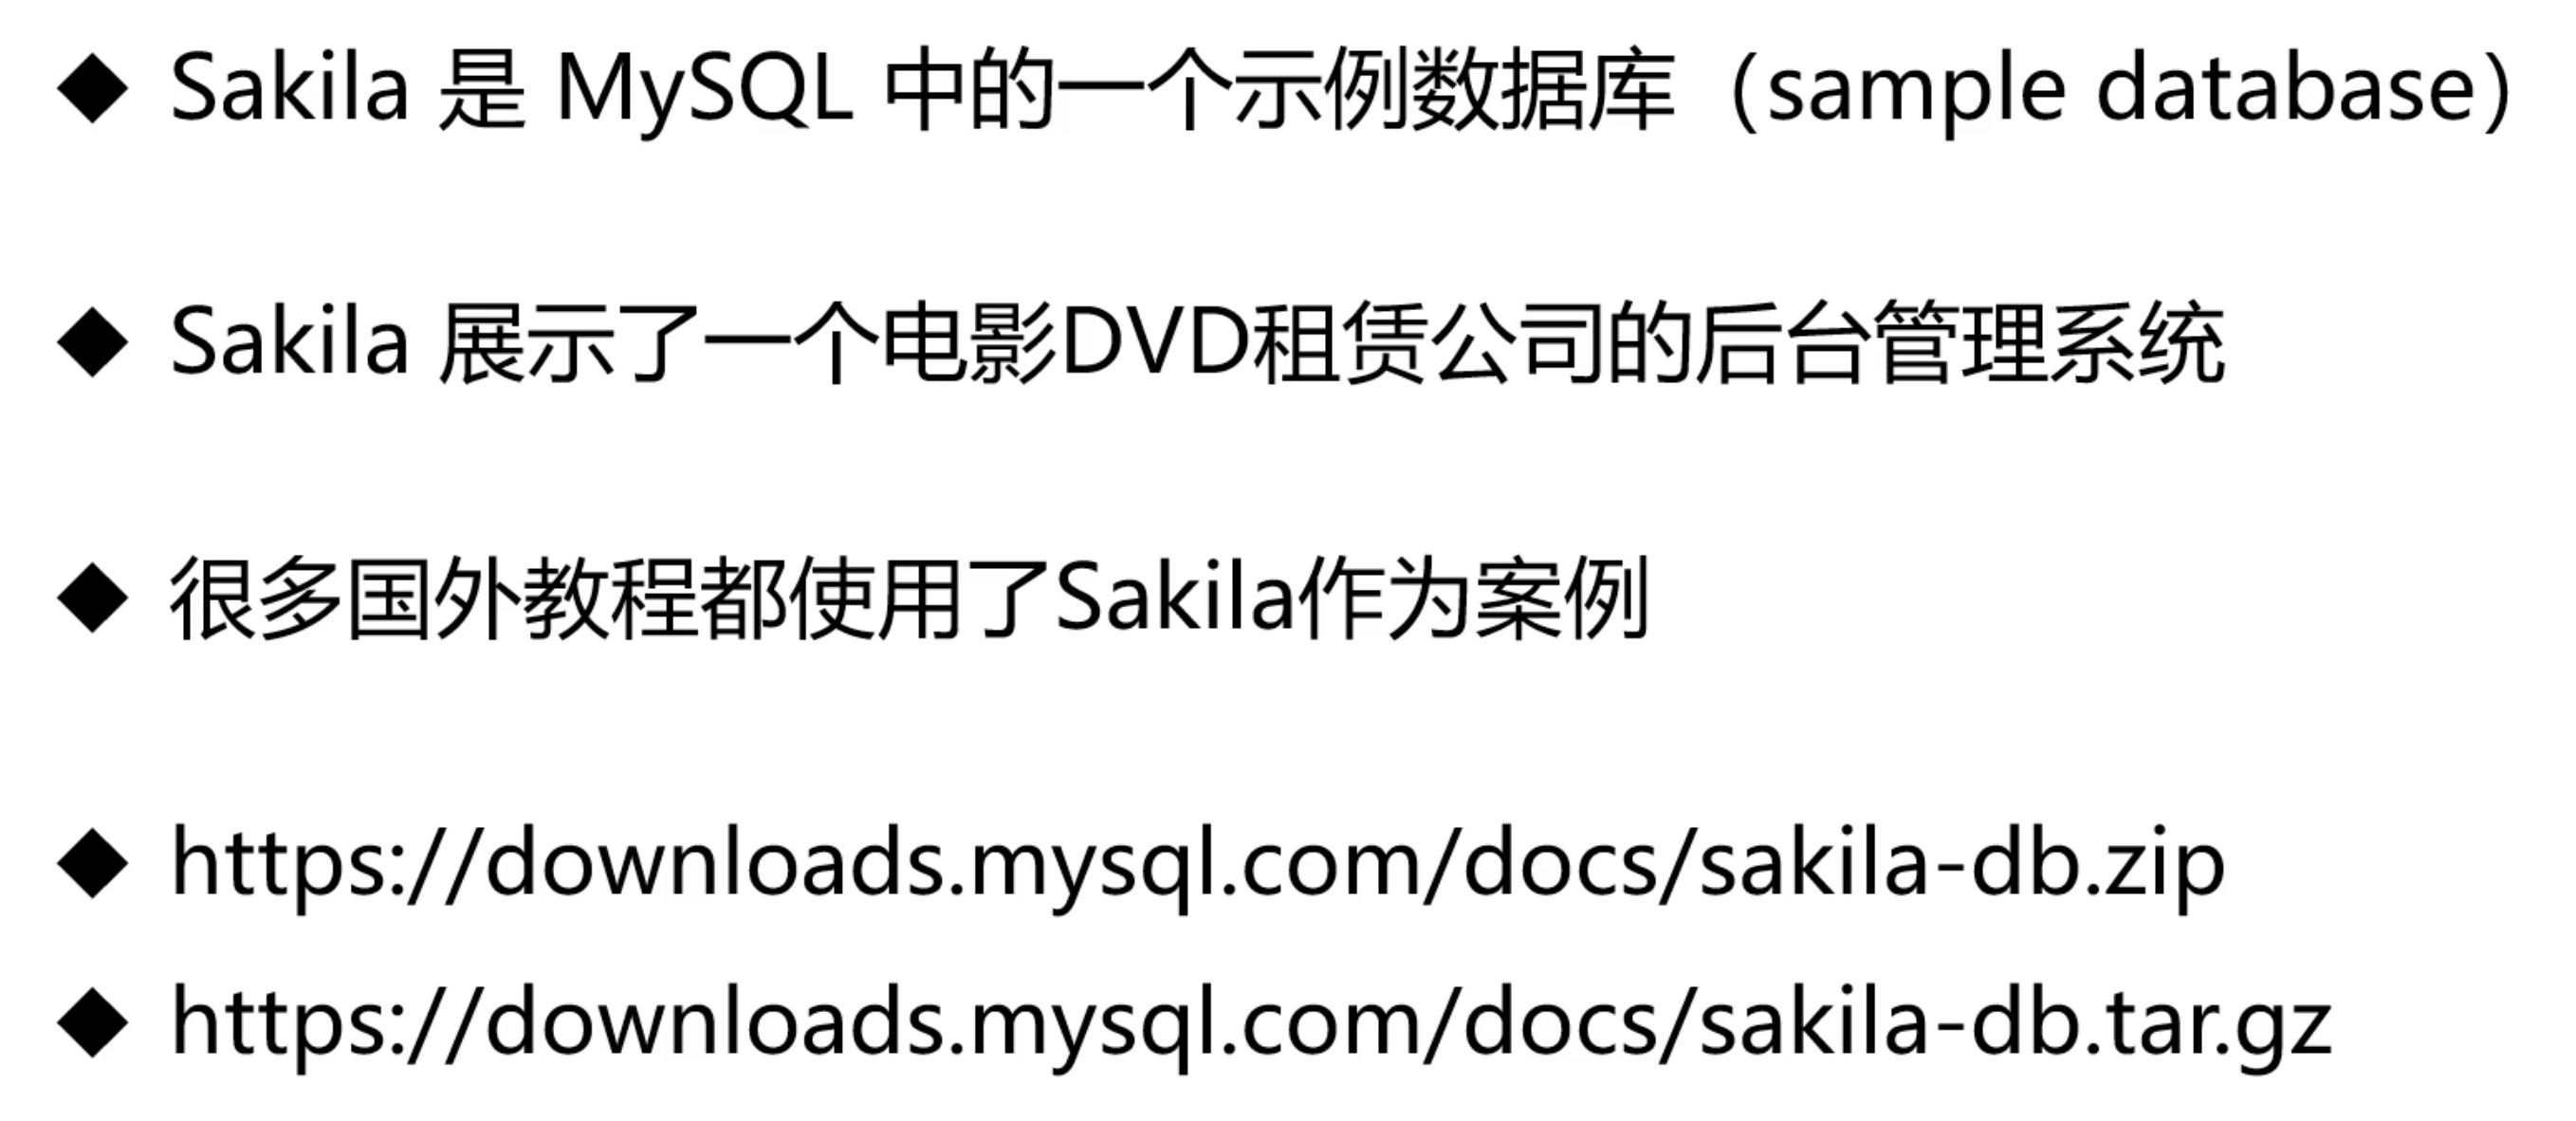 ◆ Sakila 是 MySQL 中的一个示例数据库（sample database）
◆ Sakila 展示了一个电影DVD租赁公司的后台管理系统
◆ 很多国外教程都使用了Sakila作为案例
◆ https://downloads.mysql.com/docs/sakila-db.zip
◆ https://downloads.mysql.com/docs/sakila-db.tar.gz